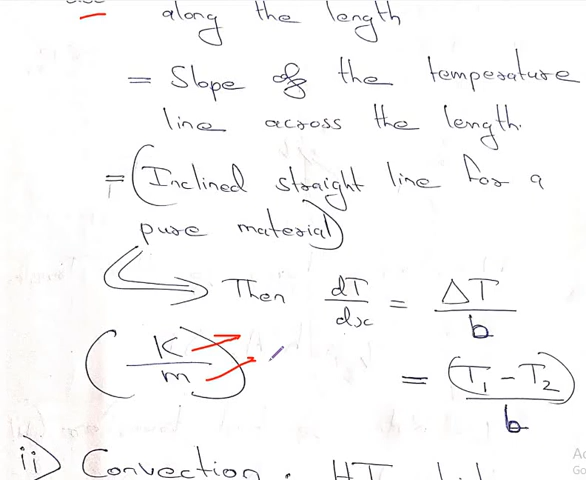 along the length
= Slope of the temperature
line across the length.
= (Inclined straight line for a
pure material)
Then dT/dx = ΔT/b
(K/m)
= (T₁ - T₂)/b
ii) Convection : HT